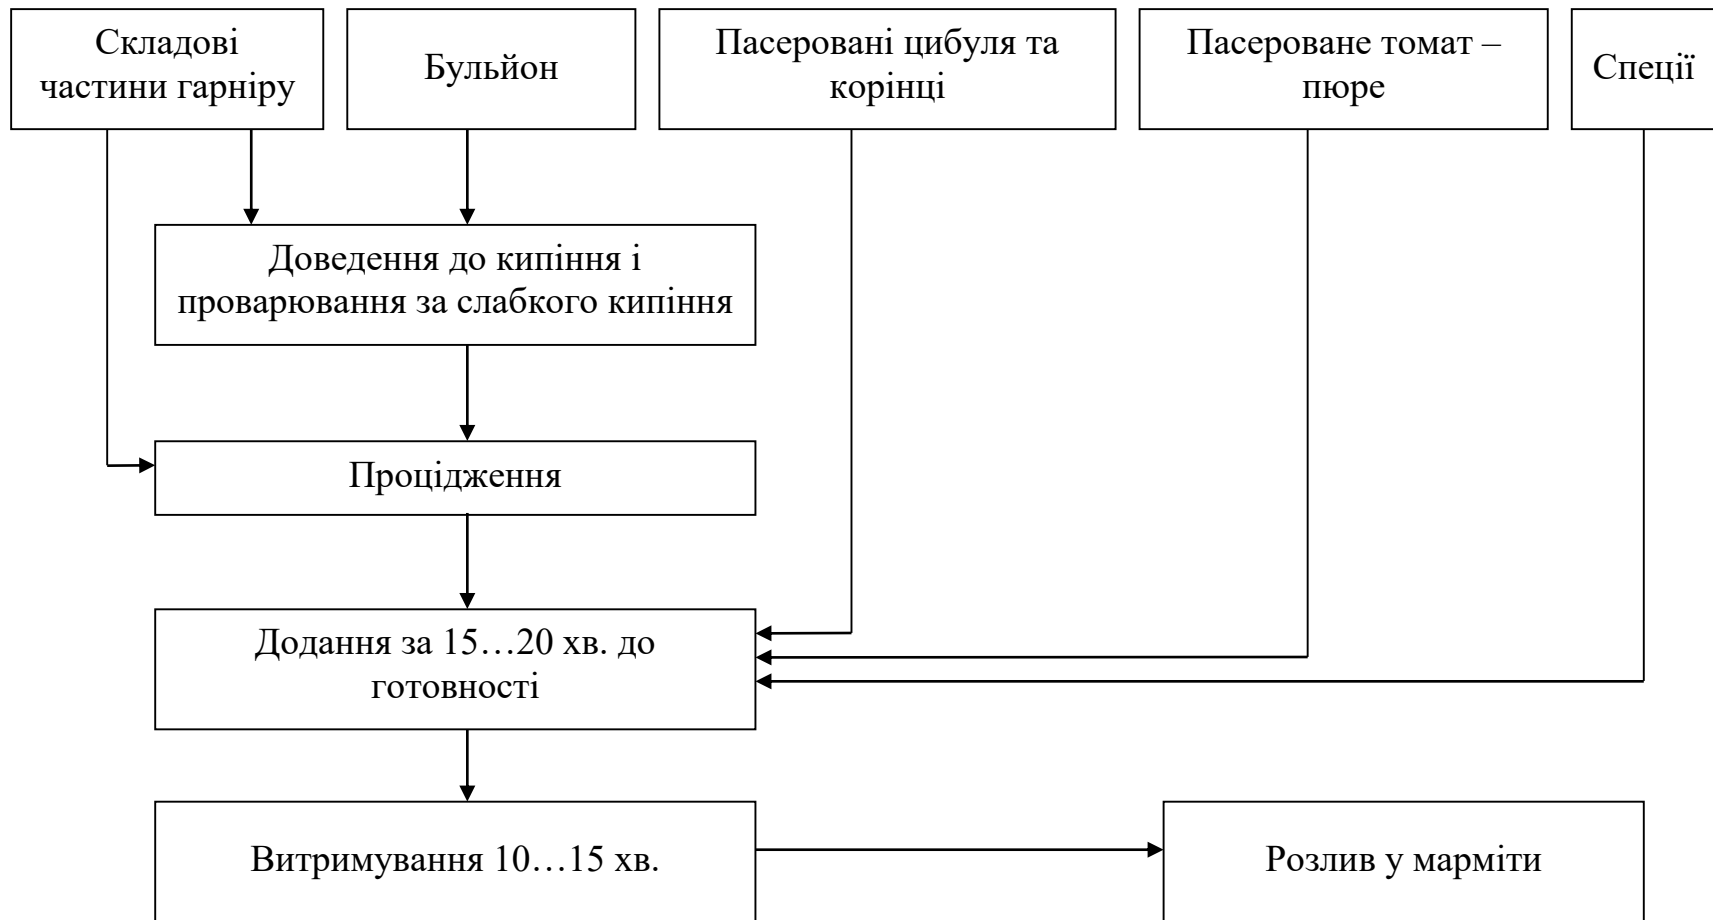 Складові
частини гарніру
Бульйон
Пасеровані цибуля та
корінці
Пасероване томат –
пюре
Спеції
Доведення до кипіння і
проварювання за слабкого кипіння
Процідження
Додання за 15…20 хв. до
готовності
Витримування 10…15 хв.
Розлив у марміти